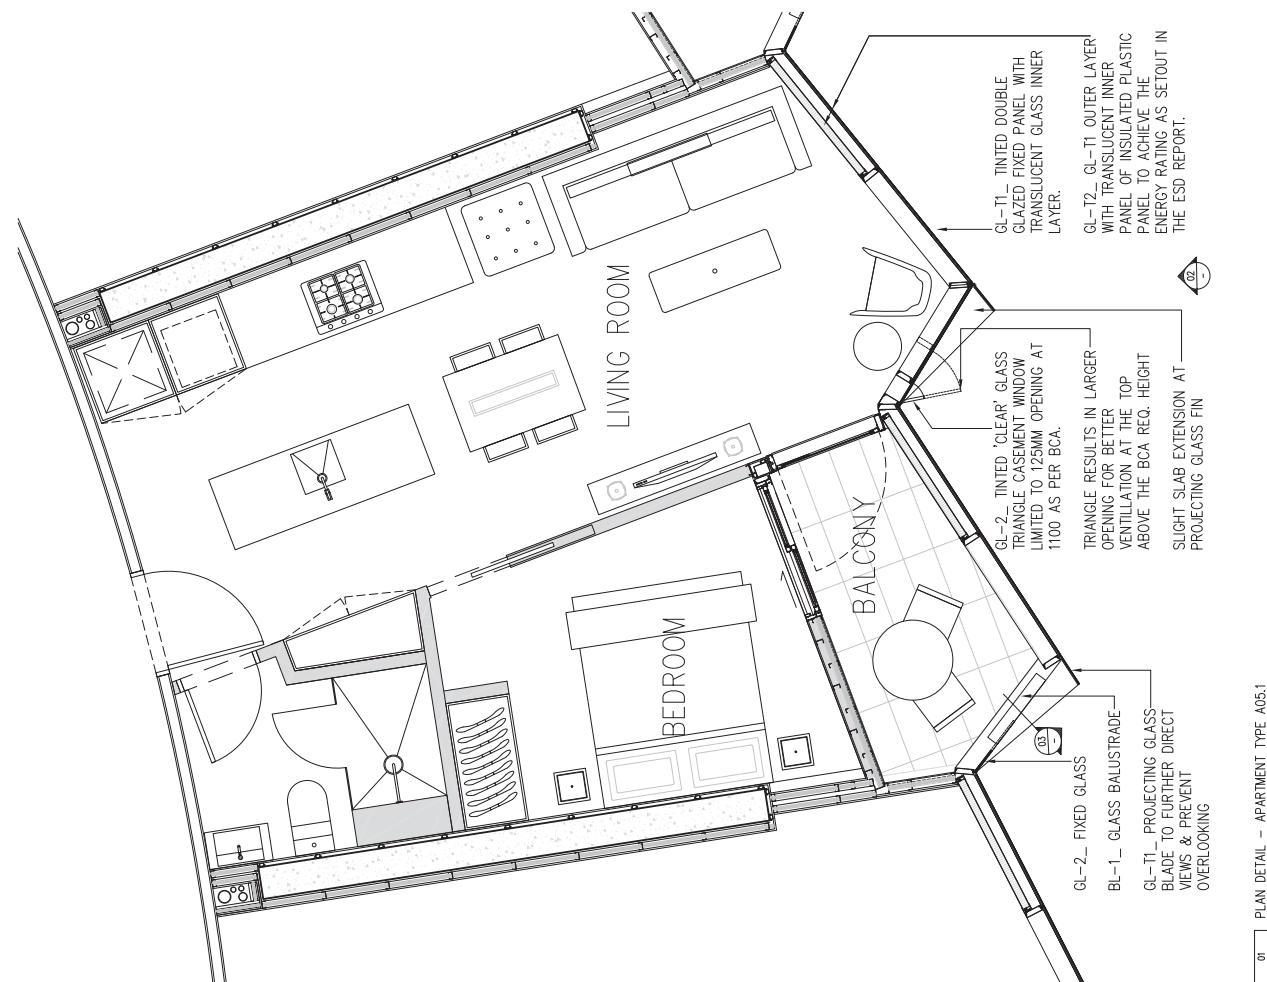 LIVING ROOM
BEDROOM
BALCONY
GL-T1_ TINTED DOUBLE
GLAZED FIXED PANEL WITH
TRANSLUCENT GLASS INNER
LAYER.
GL-T2_ GL-T1 OUTER LAYER
WITH TRANSLUCENT INNER
PANEL OF INSULATED PLASTIC
PANEL TO ACHIEVE THE
ENERGY RATING AS SETOUT IN
THE ESD REPORT.
02
-
GL-2_ TINTED 'CLEAR' GLASS
TRIANGLE CASEMENT WINDOW
LIMITED TO 125MM OPENING AT
1100 AS PER BCA.
TRIANGLE RESULTS IN LARGER
OPENING FOR BETTER
VENTILLATION AT THE TOP
ABOVE THE BCA REQ. HEIGHT
SLIGHT SLAB EXTENSION AT
PROJECTING GLASS FIN
03
-
GL-2_ FIXED GLASS
BL-1_ GLASS BALUSTRADE
GL-T1_ PROJECTING GLASS
BLADE TO FURTHER DIRECT
VIEWS & PREVENT
OVERLOOKING
01 PLAN DETAIL - APARTMENT TYPE A05.1